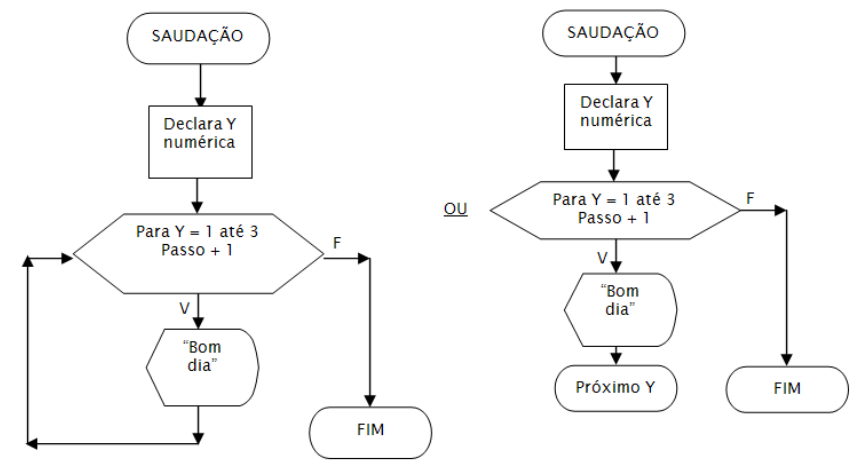 SAUDAÇÃO
Declara Y
numérica
Para Y = 1 até 3
Passo + 1
F
V
“Bom
dia”
FIM
OU
SAUDAÇÃO
Declara Y
numérica
Para Y = 1 até 3
Passo + 1
F
V
“Bom
dia”
Próximo Y
FIM